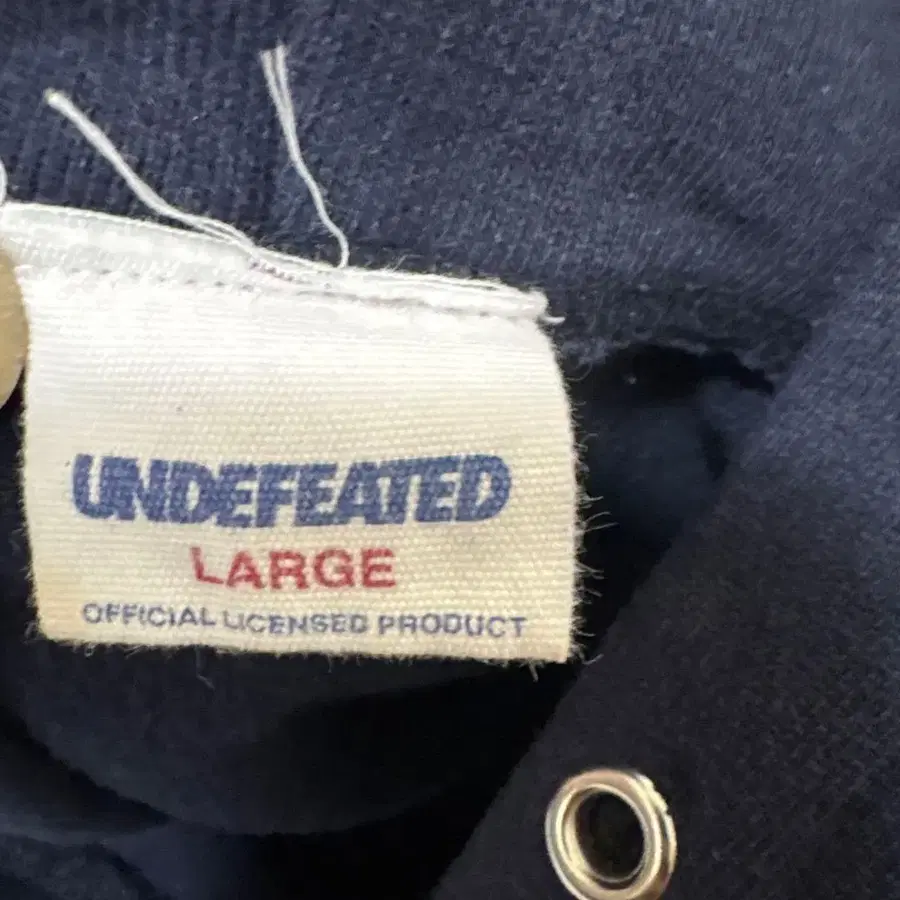 UNDEFEATED
LARGE
OFFICIAL LICENSED PRODUCT